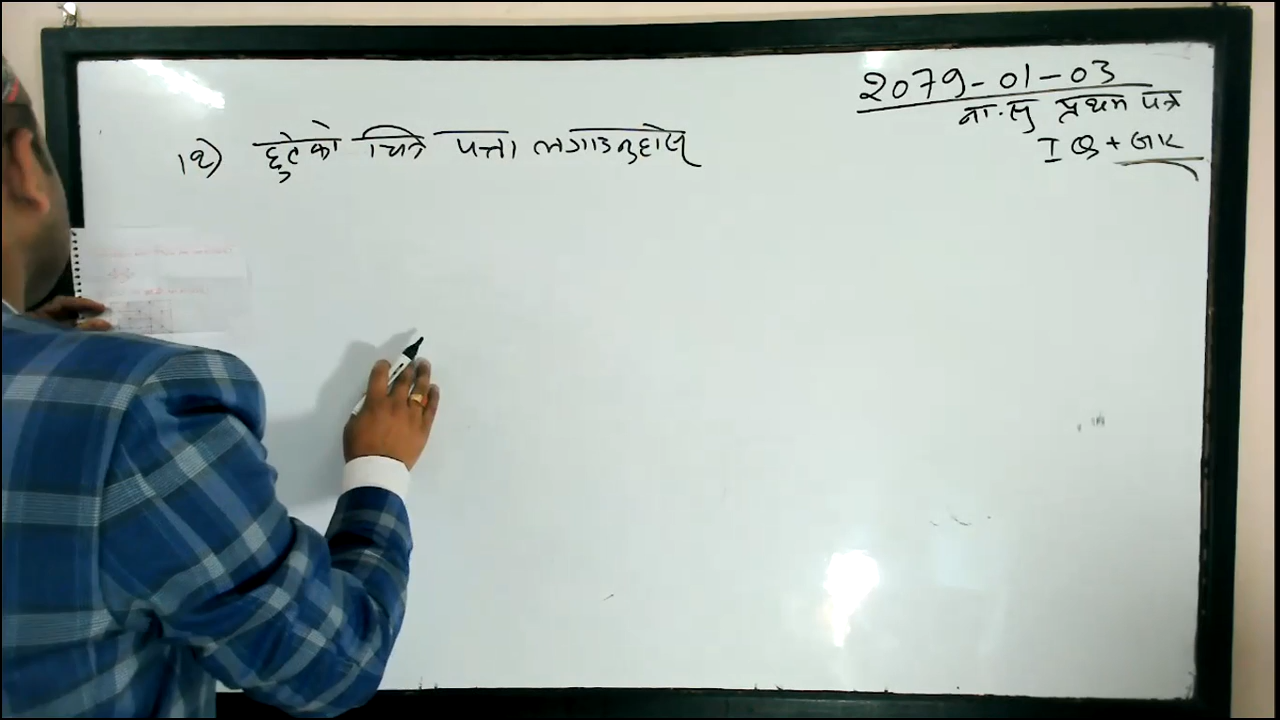 2079-01-03
ना.सु प्रथम पत्र
IQ + GK
१२) छुटेको चित्र पत्ता लगाउनुहोस्